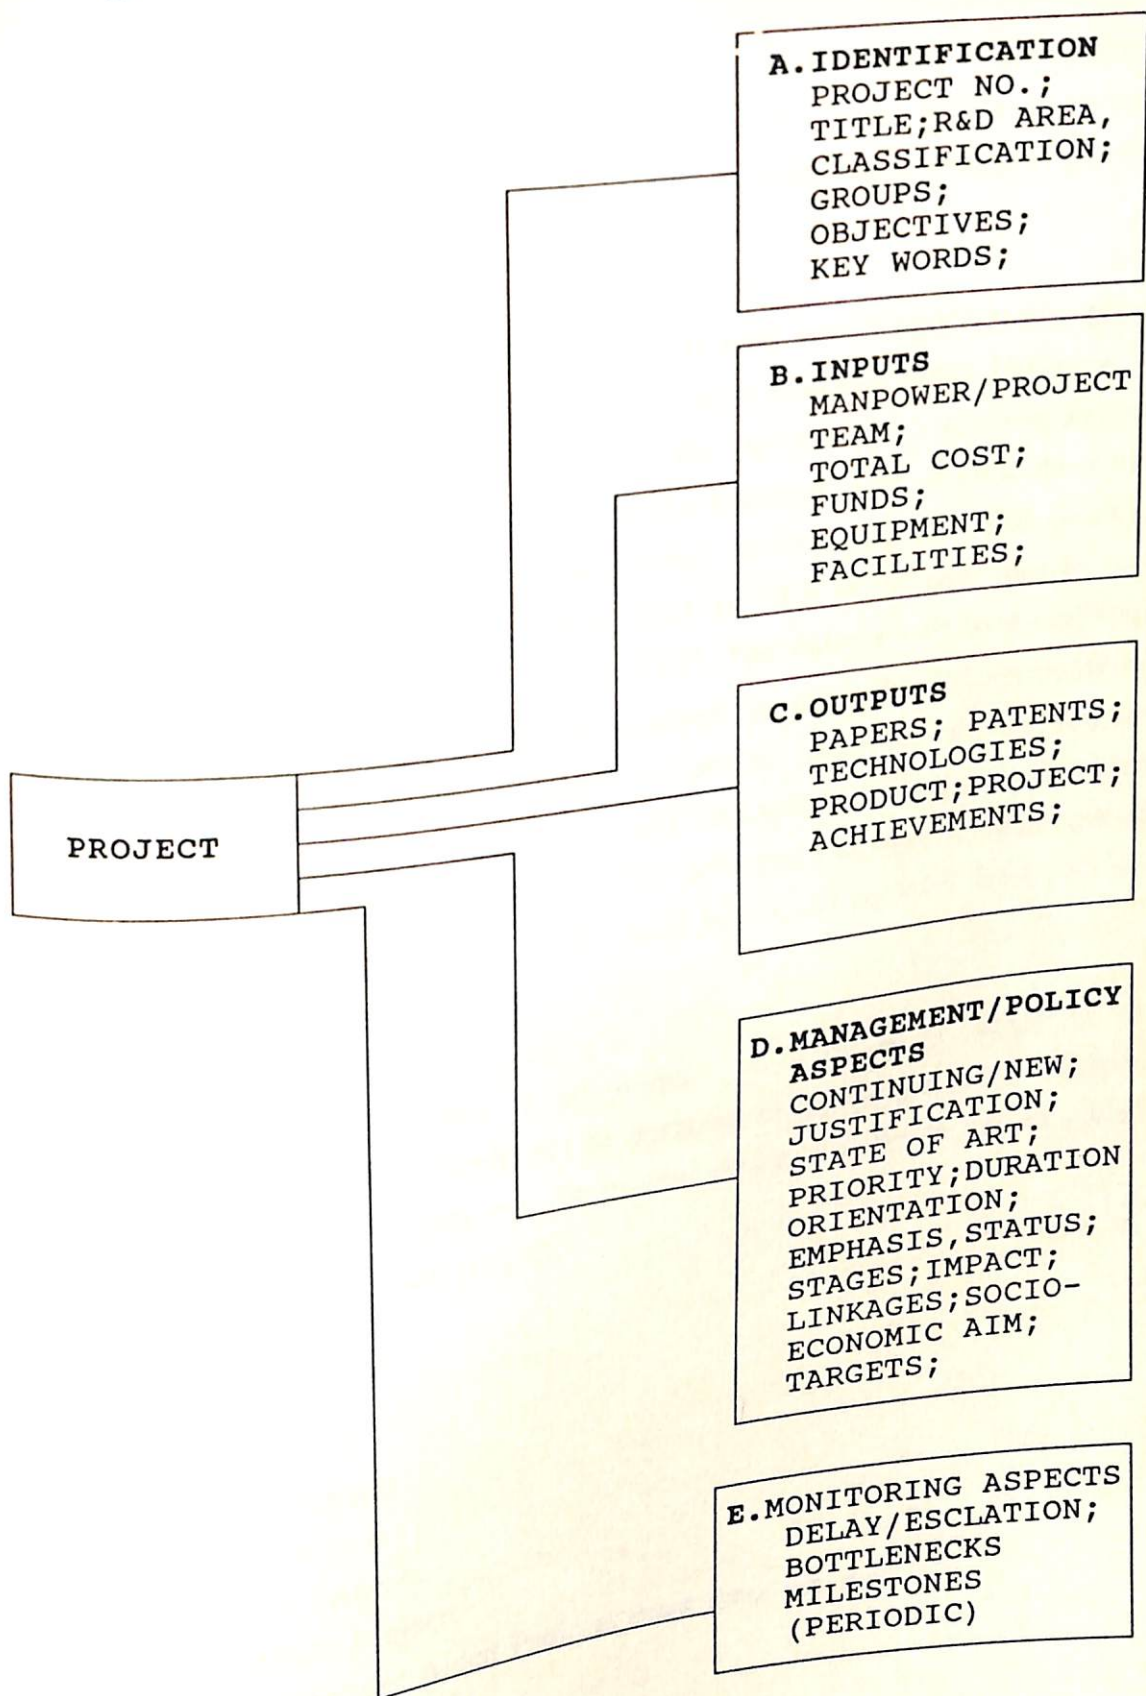 A.IDENTIFICATION
PROJECT NO.;
TITLE;R&D AREA,
CLASSIFICATION;
GROUPS;
OBJECTIVES;
KEY WORDS;
B.INPUTS
MANPOWER/PROJECT
TEAM;
TOTAL COST;
FUNDS;
EQUIPMENT;
FACILITIES;
C.OUTPUTS
PAPERS; PATENTS;
TECHNOLOGIES;
PRODUCT;PROJECT;
ACHIEVEMENTS;
PROJECT
D.MANAGEMENT/POLICY
ASPECTS
CONTINUING/NEW;
JUSTIFICATION;
STATE OF ART;
PRIORITY;DURATION
ORIENTATION;
EMPHASIS,STATUS;
STAGES;IMPACT;
LINKAGES;SOCIO-
ECONOMIC AIM;
TARGETS;
E.MONITORING ASPECTS
DELAY/ESCLATION;
BOTTLENECKS
MILESTONES
(PERIODIC)